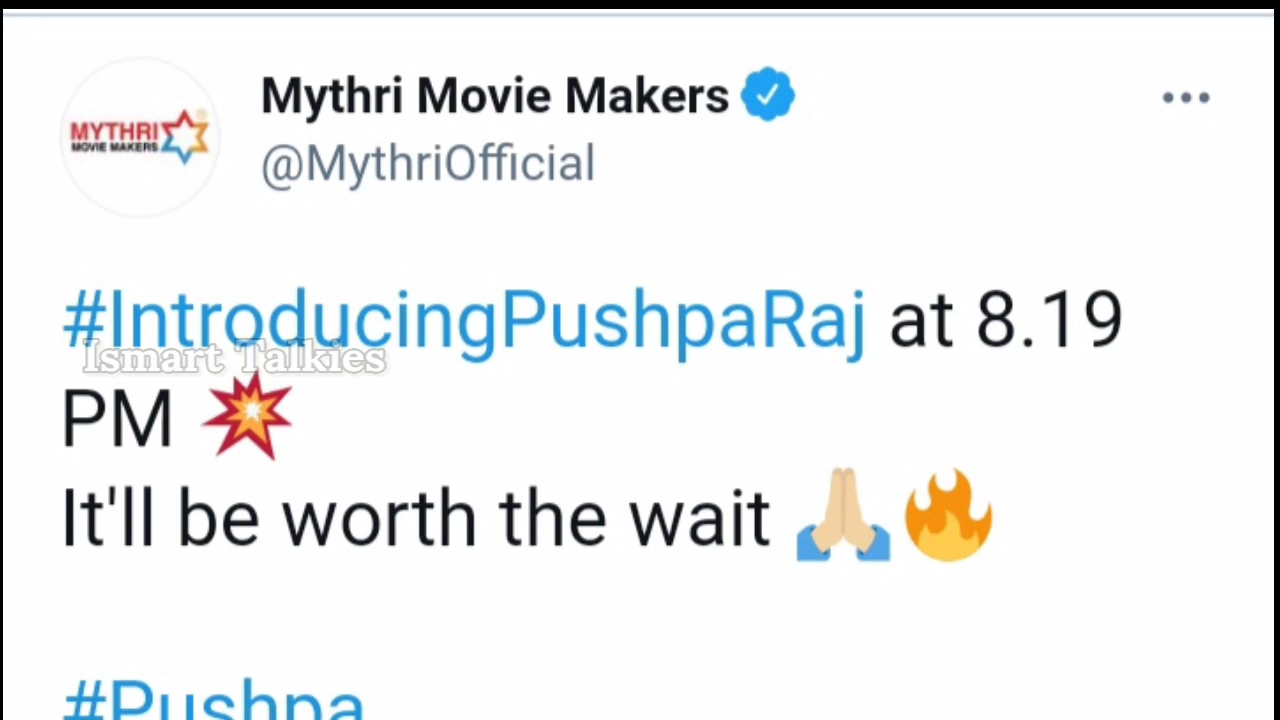 MYTHRI
MOVIE MAKERS
Mythri Movie Makers
@MythriOfficial
#IntroducingPushpaRaj at 8.19
Ismart Talkies
PM 💥
It'll be worth the wait 🙏🏼🔥
#Pushpa